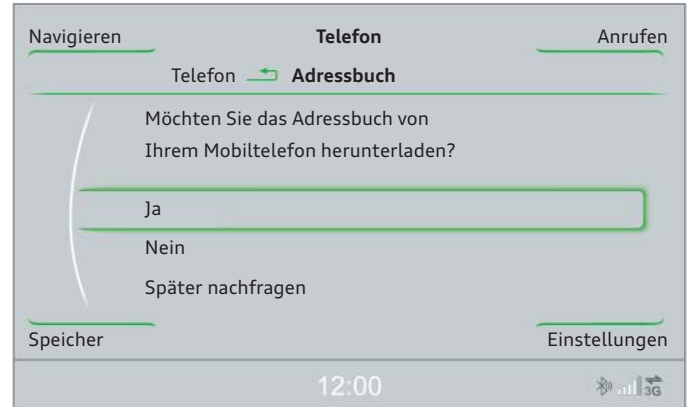 Navigieren Telefon Anrufen
Telefon Adressbuch
Möchten Sie das Adressbuch von
Ihrem Mobiltelefon herunterladen?
Ja
Nein
Später nachfragen
Speicher Einstellungen
12:00 3G